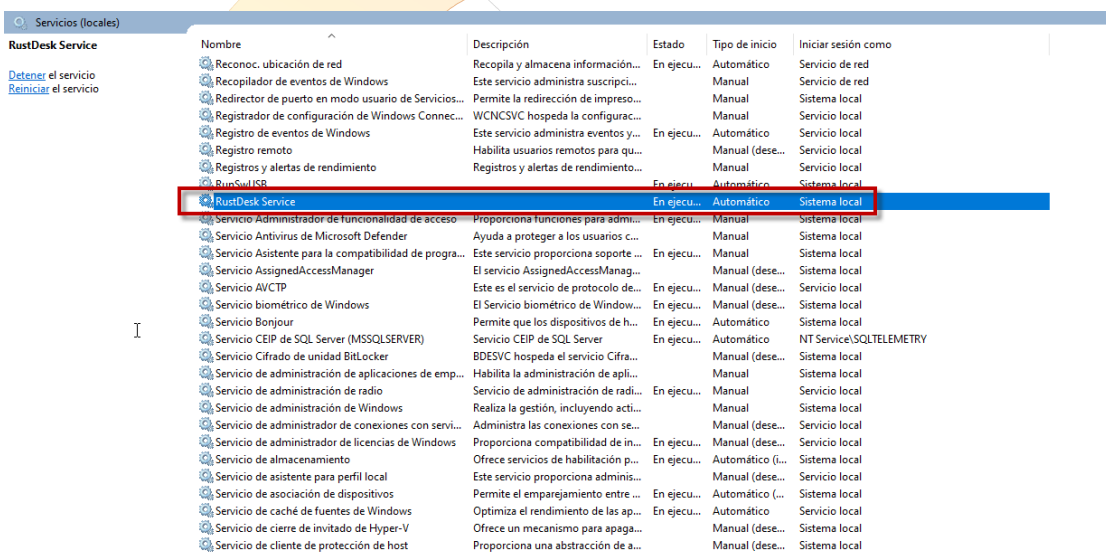 Servicios (locales)
RustDesk Service
Detener el servicio
Reiniciar el servicio
Nombre Descripción Estado Tipo de inicio Iniciar sesión como
Reconoc. ubicación de red Recopila y almacena información... En ejecu... Automático Servicio de red
Recopilador de eventos de Windows Este servicio administra suscripci... Manual Servicio de red
Redirector de puerto en modo usuario de Servicios... Permite la redirección de impreso... Manual Sistema local
Registrador de configuración de Windows Connec... WCNCSVC hospeda la configurac... Manual Servicio local
Registro de eventos de Windows Este servicio administra eventos y... En ejecu... Automático Servicio local
Registro remoto Habilita usuarios remotos para qu... Manual (dese... Servicio local
Registros y alertas de rendimiento Registros y alertas de rendimiento... Manual Servicio local
RunSwUSB En ejecu... Automático Sistema local
RustDesk Service En ejecu... Automático Sistema local
Servicio Administrador de funcionalidad de acceso Proporciona funciones para admi... En ejecu... Manual Sistema local
Servicio Antivirus de Microsoft Defender Ayuda a proteger a los usuarios c... Manual Sistema local
Servicio Asistente para la compatibilidad de progra... Este servicio proporciona soporte ... En ejecu... Manual Sistema local
Servicio AssignedAccessManager El servicio AssignedAccessManag... Manual (dese... Sistema local
Servicio AVCTP Este es el servicio de protocolo de... En ejecu... Manual (dese... Servicio local
Servicio biométrico de Windows El Servicio biométrico de Window... En ejecu... Manual (dese... Sistema local
Servicio Bonjour Permite que los dispositivos de h... En ejecu... Automático Sistema local
Servicio CEIP de SQL Server (MSSQLSERVER) Servicio CEIP de SQL Server En ejecu... Automático NT Service\SQLTELEMETRY
Servicio Cifrado de unidad BitLocker BDESVC hospeda el servicio Cifra... Manual (dese... Sistema local
Servicio de administración de aplicaciones de emp... Habilita la administración de apli... Manual Sistema local
Servicio de administración de radio Servicio de administración de radi... En ejecu... Manual Servicio local
Servicio de administración de Windows Realiza la gestión, incluyendo acti... Manual Sistema local
Servicio de administrador de conexiones con servi... Administra las conexiones con se... Manual (dese... Servicio local
Servicio de administrador de licencias de Windows Proporciona compatibilidad de in... En ejecu... Manual (dese... Servicio local
Servicio de almacenamiento Ofrece servicios de habilitación p... En ejecu... Automático (i... Sistema local
Servicio de asistente para perfil local Este servicio proporciona adminis... Manual (dese... Servicio local
Servicio de asociación de dispositivos Permite el emparejamiento entre ... En ejecu... Automático (... Sistema local
Servicio de caché de fuentes de Windows Optimiza el rendimiento de las ap... En ejecu... Automático Servicio local
Servicio de cierre de invitado de Hyper-V Ofrece un mecanismo para apaga... Manual (dese... Sistema local
Servicio de cliente de protección de host Proporciona una abstracción de a... Manual (dese... Sistema local